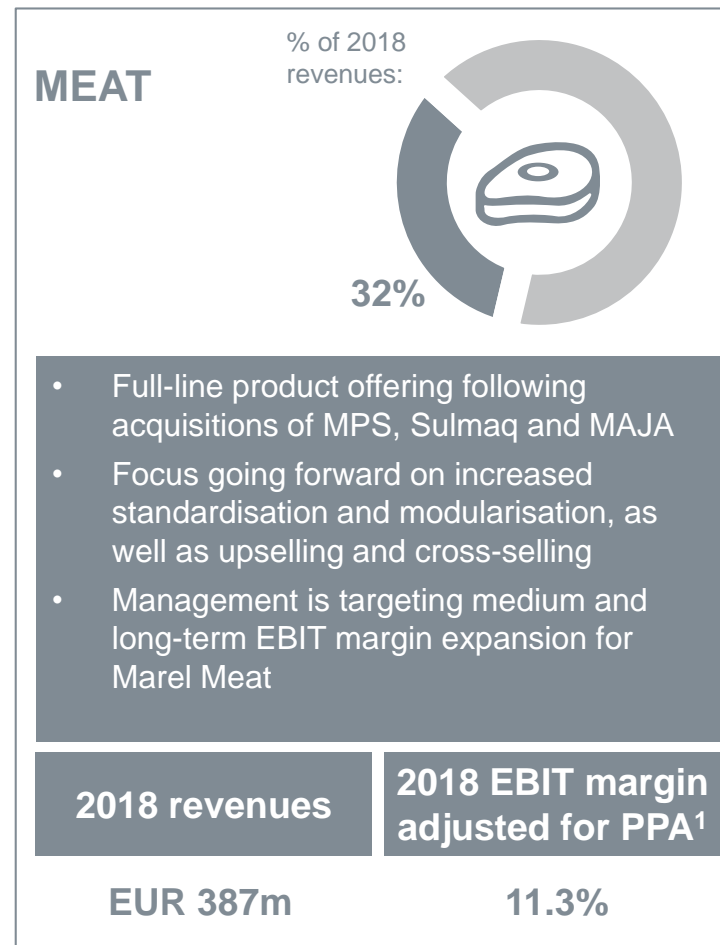 MEAT
% of 2018
revenues:
32%
• Full-line product offering following
acquisitions of MPS, Sulmaq and MAJA
• Focus going forward on increased
standardisation and modularisation, as
well as upselling and cross-selling
• Management is targeting medium and
long-term EBIT margin expansion for
Marel Meat
2018 revenues
2018 EBIT margin
adjusted for PPA¹
EUR 387m
11.3%